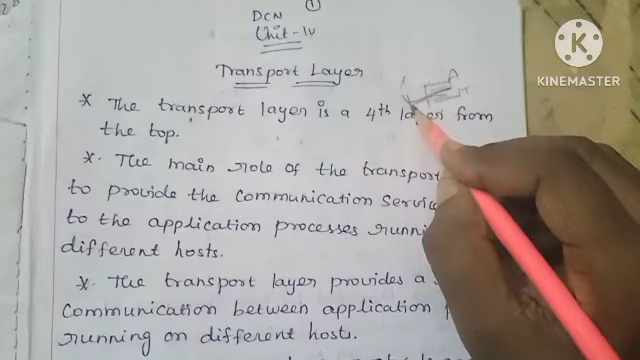 ①
DCN
Unit-IV
Transport Layer
* The transport layer is a 4th layer from
the top.
* The main role of the transport
to provide the communication servic
to the application processes runni
different hosts.
* The transport layer provides a
communication between application
running on different hosts.
KINEMASTER